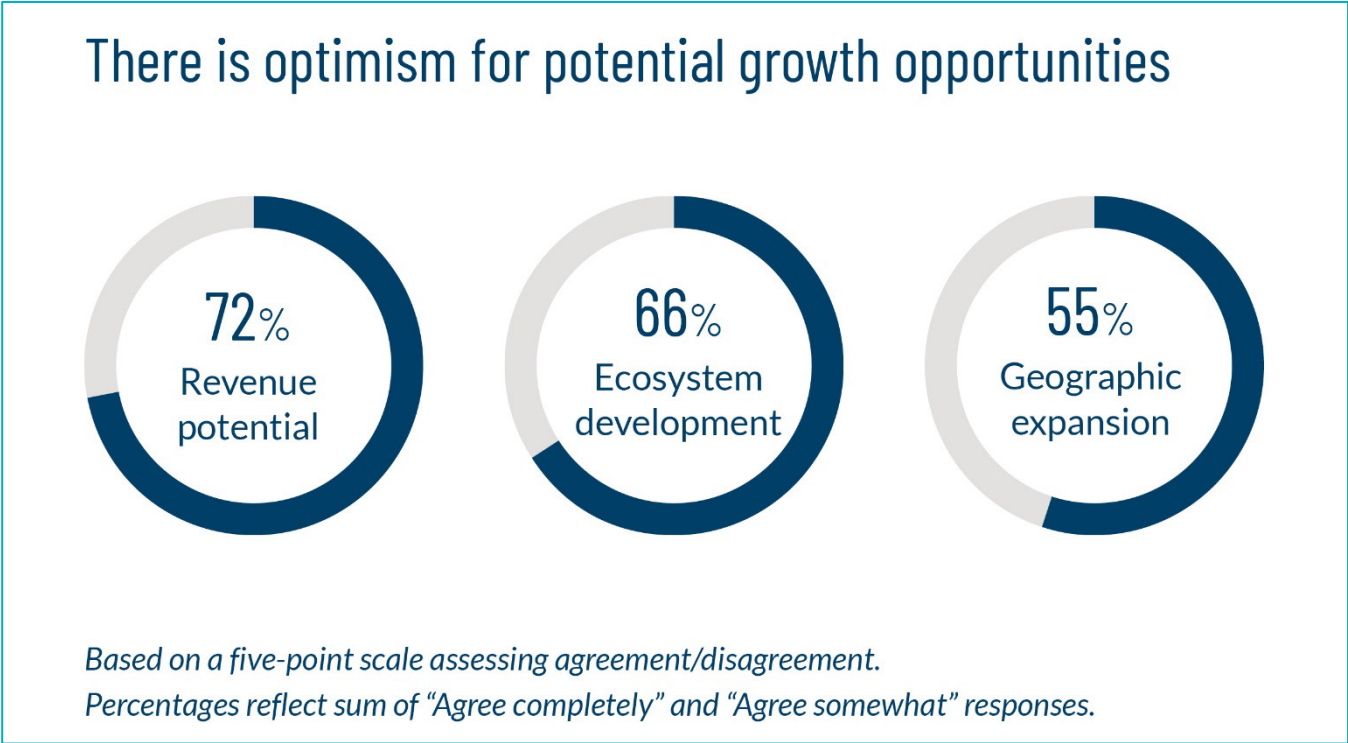 There is optimism for potential growth opportunities
72%
Revenue
potential
66%
Ecosystem
development
55%
Geographic
expansion
Based on a five-point scale assessing agreement/disagreement.
Percentages reflect sum of “Agree completely” and “Agree somewhat” responses.